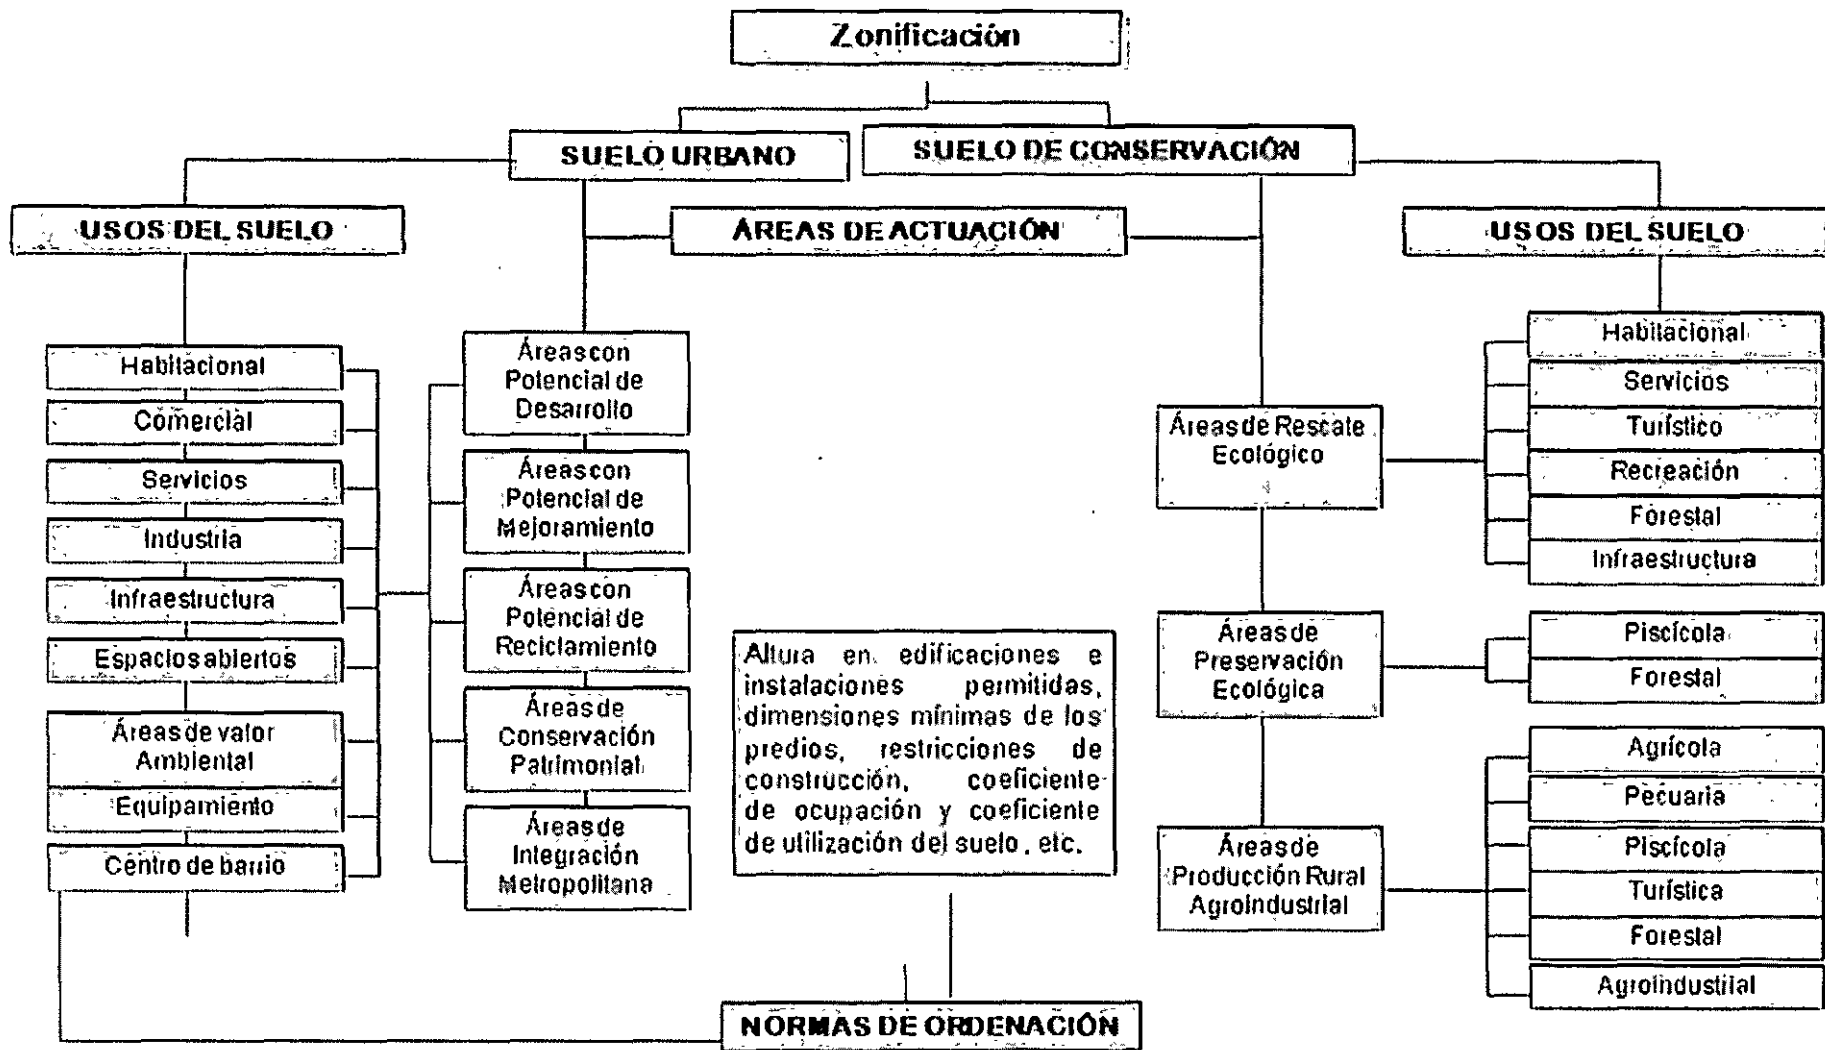 Zonificación
SUELO URBANO
SUELO DE CONSERVACIÓN
USOS DEL SUELO
ÁREAS DE ACTUACIÓN
USOS DEL SUELO
Habitacional
Comercial
Servicios
Industria
Infraestructura
Espacios abiertos
Áreas de valor
Ambiental
Equipamiento
Centro de barrio
Áreas con
Potencial de
Desarrollo
Áreas con
Potencial de
Mejoramiento
Áreas con
Potencial de
Reciclamiento
Áreas de
Conservación
Patrimonial
Áreas de
Integración
Metropolitana
Altura en edificaciones e
instalaciones permitidas,
dimensiones mínimas de los
predios, restricciones de
construcción, coeficiente
de ocupación y coeficiente
de utilización del suelo, etc.
Áreas de Rescate
Ecológico
Áreas de
Preservación
Ecológica
Áreas de
Producción Rural
Agroindustrial
Habitacional
Servicios
Turístico
Recreación
Forestal
Infraestructura
Piscícola
Forestal
Agrícola
Pecuaria
Piscícola
Turística
Forestal
Agroindustrial
NORMAS DE ORDENACIÓN